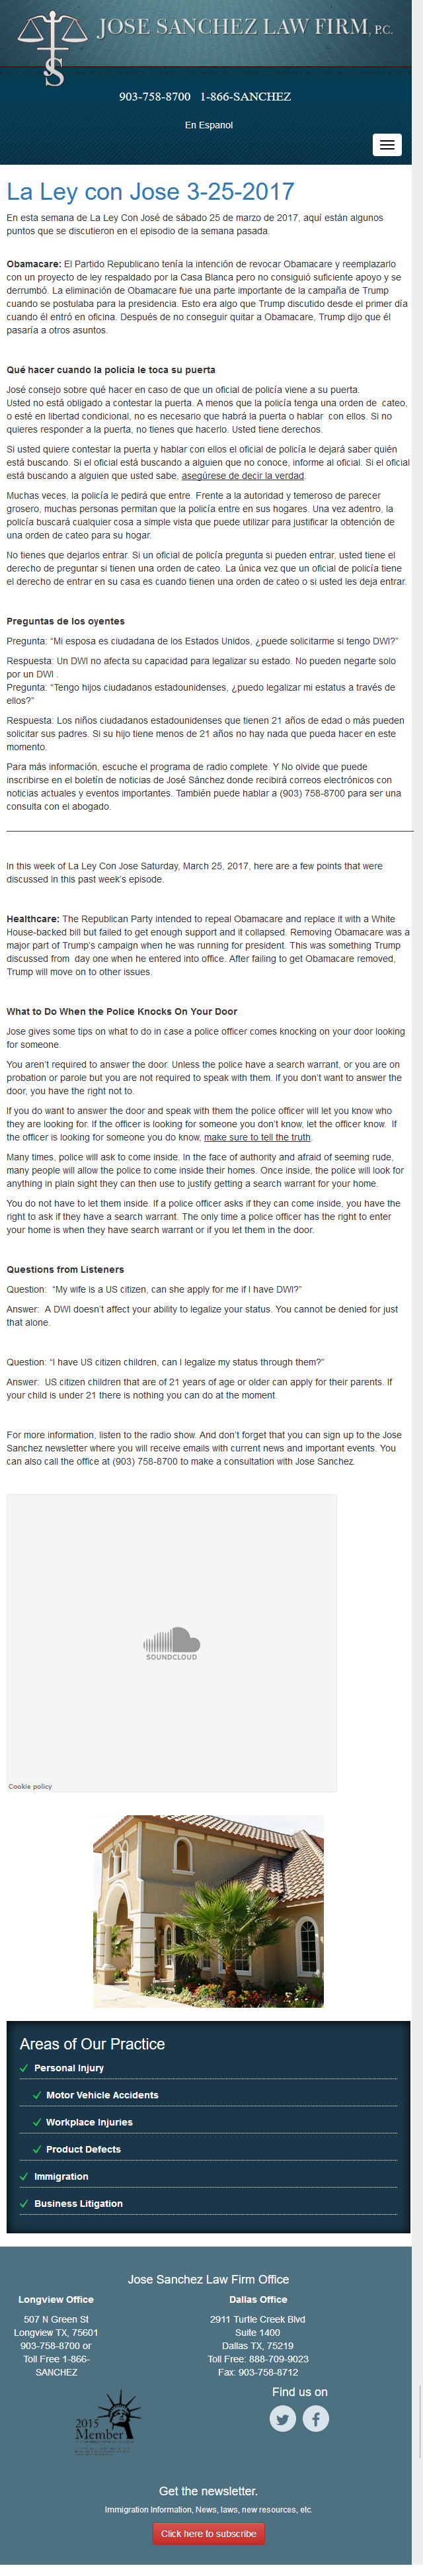 JOSE SANCHEZ LAW FIRM, P.C.
JS
903-758-8700 1-866-SANCHEZ
En Espanol
La Ley con Jose 3-25-2017
En esta semana de La Ley Con José de sábado 25 de marzo de 2017, aquí están algunos
puntos que se discutieron en el episodio de la semana pasada.
Obamacare: El Partido Republicano tenía la intención de revocar Obamacare y reemplazarlo
con un proyecto de ley respaldado por la Casa Blanca pero no consiguió suficiente apoyo y se
derrumbó. La eliminación de Obamacare fue una parte importante de la campaña de Trump
cuando se postulaba para la presidencia. Esto era algo que Trump discutido desde el primer día
cuando él entró en oficina. Después de no conseguir quitar a Obamacare, Trump dijo que él
pasaría a otros asuntos.
Qué hacer cuando la policía le toca su puerta
José consejo sobre qué hacer en caso de que un oficial de policía viene a su puerta.
Usted no está obligado a contestar la puerta. A menos que la policía tenga una orden de cateo,
o esté en libertad condicional, no es necesario que habrá la puerta o hablar con ellos. Si no
quieres responder a la puerta, no tienes que hacerlo. Usted tiene derechos.
Si usted quiere contestar la puerta y hablar con ellos el oficial de policía le dejará saber quién
está buscando. Si el oficial está buscando a alguien que no conoce, informe al oficial. Si el oficial
está buscando a alguien que usted sabe, asegúrese de decir la verdad.
Muchas veces, la policía le pedirá que entre. Frente a la autoridad y temeroso de parecer
grosero, muchas personas permitan que la policía entre en sus hogares. Una vez adentro, la
policía buscará cualquier cosa a simple vista que puede utilizar para justificar la obtención de
una orden de cateo para su hogar.
No tienes que dejarlos entrar. Si un oficial de policía pregunta si pueden entrar, usted tiene el
derecho de preguntar si tienen una orden de cateo. La única vez que un oficial de policía tiene
el derecho de entrar en su casa es cuando tienen una orden de cateo o si usted les deja entrar.
Preguntas de los oyentes
Pregunta: “Mi esposa es ciudadana de los Estados Unidos, ¿puede solicitarme si tengo DWI?”
Respuesta: Un DWI no afecta su capacidad para legalizar su estado. No pueden negarte solo
por un DWI .
Pregunta: “Tengo hijos ciudadanos estadounidenses, ¿puedo legalizar mi estatus a través de
ellos?”
Respuesta: Los niños ciudadanos estadounidenses que tienen 21 años de edad o más pueden
solicitar sus padres. Si su hijo tiene menos de 21 años no hay nada que pueda hacer en este
momento.
Para más información, escuche el programa de radio complete. Y No olvide que puede
inscribirse en el boletín de noticias de José Sánchez donde recibirá correos electrónicos con
noticias actuales y eventos importantes. También puede hablar a (903) 758-8700 para ser una
consulta con el abogado.
In this week of La Ley Con Jose Saturday, March 25, 2017, here are a few points that were
discussed in this past week’s episode.
Healthcare: The Republican Party intended to repeal Obamacare and replace it with a White
House-backed bill but failed to get enough support and it collapsed. Removing Obamacare was a
major part of Trump’s campaign when he was running for president. This was something Trump
discussed from day one when he entered into office. After failing to get Obamacare removed,
Trump will move on to other issues.
What to Do When the Police Knocks On Your Door
Jose gives some tips on what to do in case a police officer comes knocking on your door looking
for someone.
You aren’t required to answer the door. Unless the police have a search warrant, or you are on
probation or parole but you are not required to speak with them. If you don’t want to answer the
door, you have the right not to.
If you do want to answer the door and speak with them the police officer will let you know who
they are looking for. If the officer is looking for someone you don’t know, let the officer know. If
the officer is looking for someone you do know, make sure to tell the truth.
Many times, police will ask to come inside. In the face of authority and afraid of seeming rude,
many people will allow the police to come inside their homes. Once inside, the police will look for
anything in plain sight they can then use to justify getting a search warrant for your home.
You do not have to let them inside. If a police officer asks if they can come inside, you have the
right to ask if they have a search warrant. The only time a police officer has the right to enter
your home is when they have search warrant or if you let them in the door.
Questions from Listeners
Question: “My wife is a US citizen, can she apply for me if I have DWI?”
Answer: A DWI doesn’t affect your ability to legalize your status. You cannot be denied for just
that alone.
Question: “I have US citizen children, can I legalize my status through them?”
Answer: US citizen children that are of 21 years of age or older can apply for their parents. If
your child is under 21 there is nothing you can do at the moment.
For more information, listen to the radio show. And don’t forget that you can sign up to the Jose
Sanchez newsletter where you will receive emails with current news and important events. You
can also call the office at (903) 758-8700 to make a consultation with Jose Sanchez.
SOUNDCLOUD
Cookie policy
Areas of Our Practice
Personal Injury
Motor Vehicle Accidents
Workplace Injuries
Product Defects
Immigration
Business Litigation
Jose Sanchez Law Firm Office
Longview Office
507 N Green St
Longview TX, 75601
903-758-8700 or
Toll Free 1-866-
SANCHEZ
Dallas Office
2911 Turtle Creek Blvd
Suite 1400
Dallas TX, 75219
Toll Free: 888-709-9023
Fax: 903-758-8712
2015
Member
Find us on
Get the newsletter.
Immigration Information, News, laws, new resources, etc.
Click here to subscribe